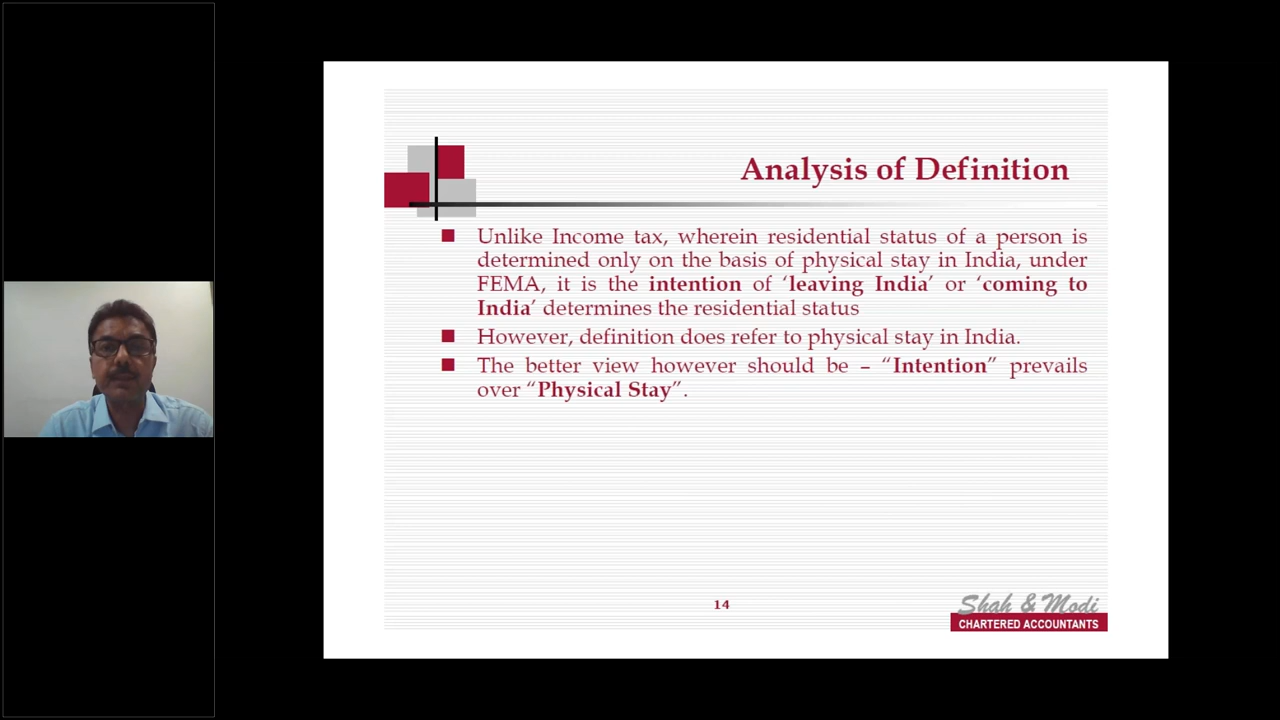 Analysis of Definition
Unlike Income tax, wherein residential status of a person is
determined only on the basis of physical stay in India, under
FEMA, it is the intention of ‘leaving India’ or ‘coming to
India’ determines the residential status
However, definition does refer to physical stay in India.
The better view however should be – “Intention” prevails
over “Physical Stay”.
14
Shah & Modi
CHARTERED ACCOUNTANTS